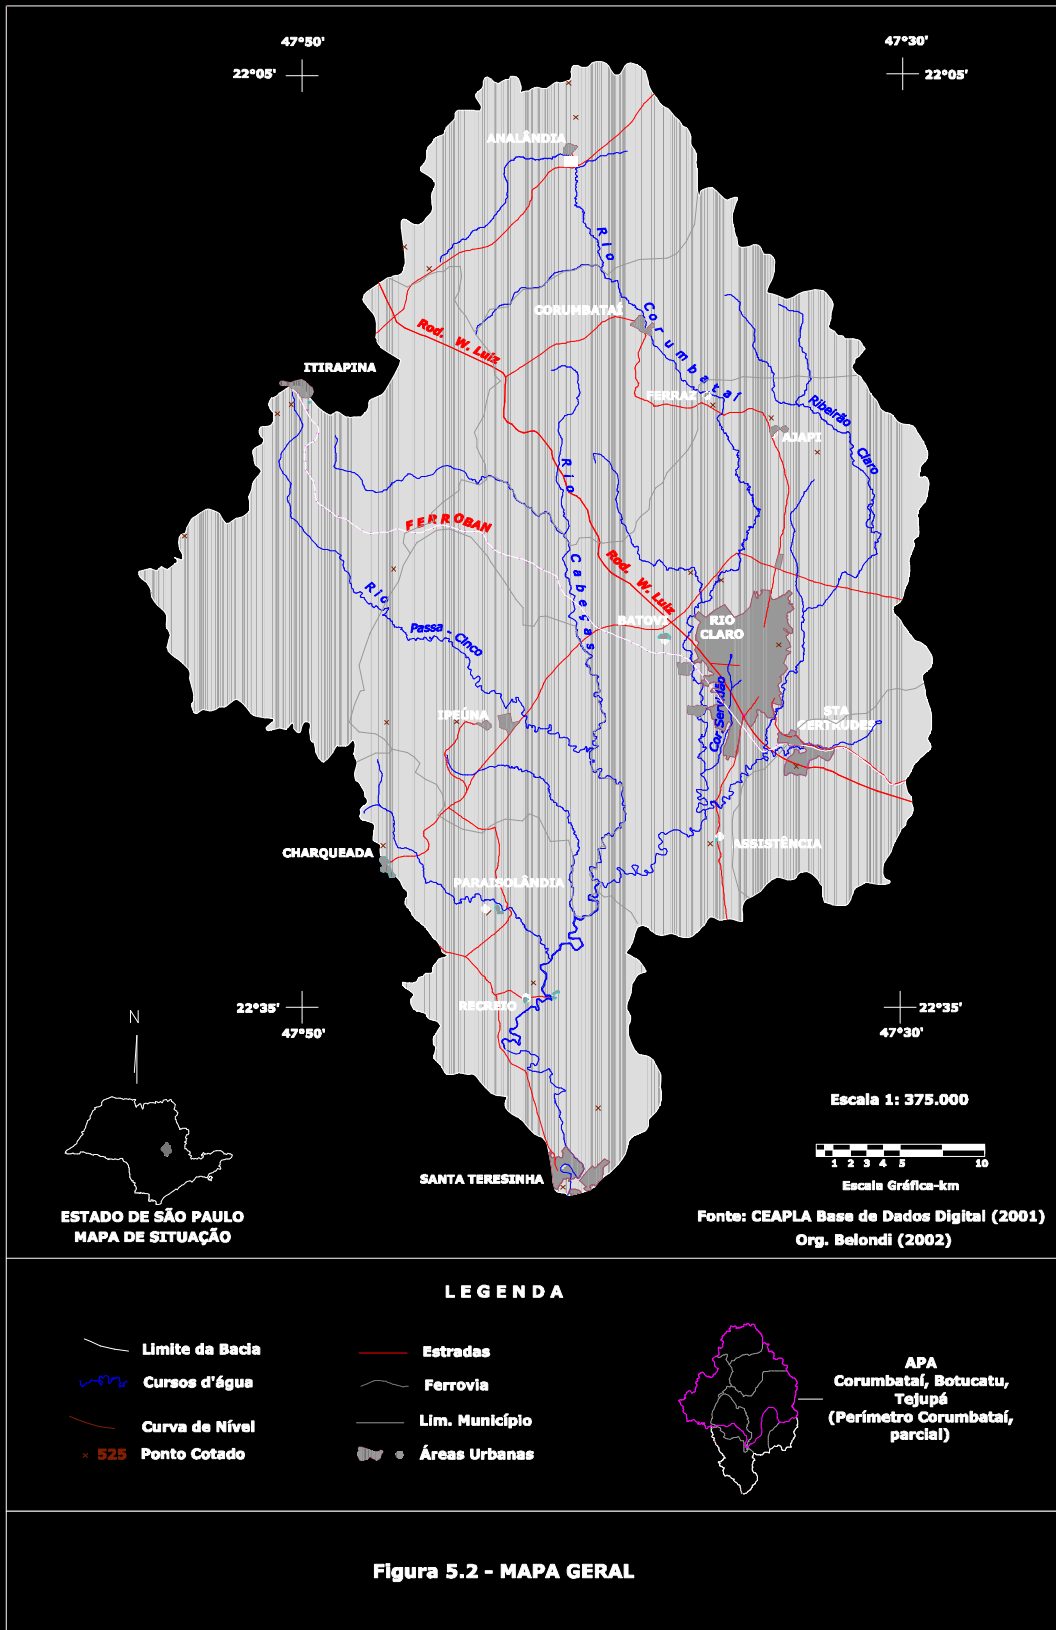 47°50'
47°30'
22°05'
22°05'
ANALÂNDIA
Rio
CORUMBATAÍ
Corumbataí
Rod. W. Luiz
ITIRAPINA
FERRAZ
Ribeirão
Claro
AJAPI
Rio
FERROBAN
Cabeças
Rod. W. Luiz
Rio
Passa - Cinco
BATOVI
RIO
CLARO
Cor. Servidão
IPEÚNA
STA
GERTRUDES
CHARQUEADA
ASSISTÊNCIA
PARAISOLÂNDIA
RECREIO
22°35'
47°50'
22°35'
47°30'
N
Escala 1: 375.000
1 2 3 4 5 10
Escala Gráfica-km
SANTA TERESINHA
ESTADO DE SÃO PAULO
MAPA DE SITUAÇÃO
Fonte: CEAPLA Base de Dados Digital (2001)
Org. Belondi (2002)
LEGENDA
Limite da Bacia
Cursos d'água
Curva de Nível
525 Ponto Cotado
Estradas
Ferrovia
Lim. Município
Áreas Urbanas
APA
Corumbataí, Botucatu,
Tejupá
(Perímetro Corumbataí,
parcial)
Figura 5.2 - MAPA GERAL